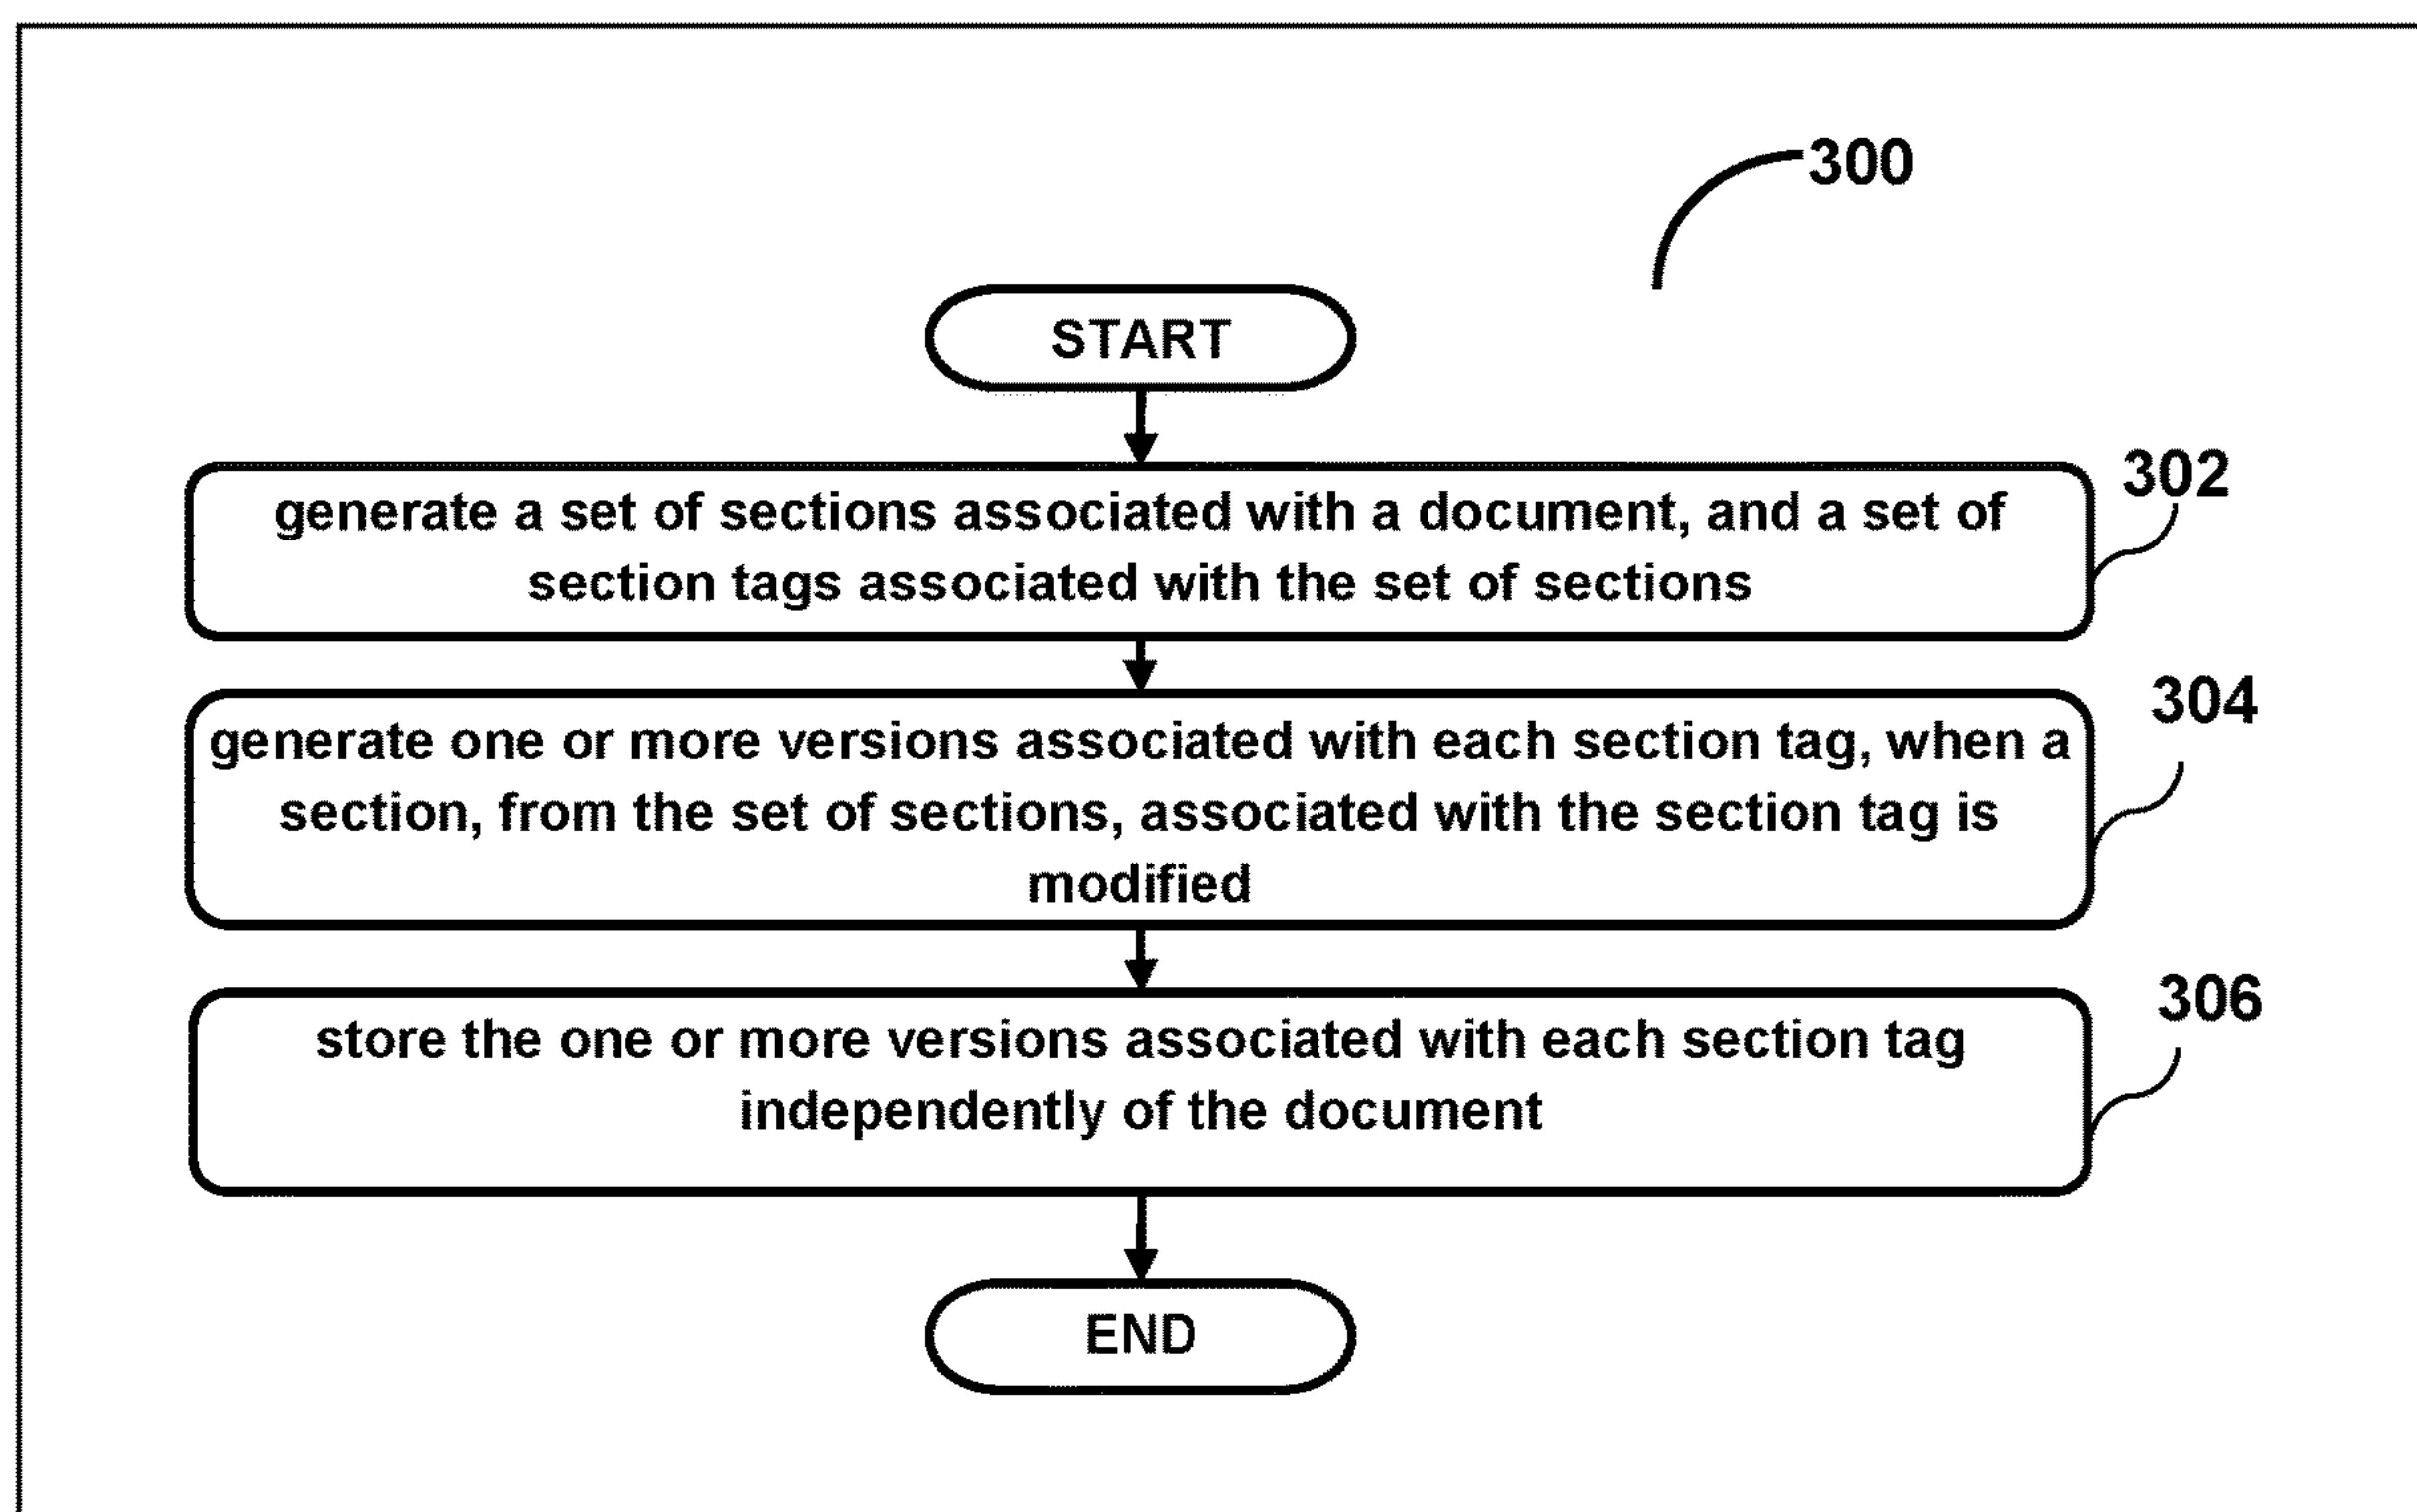 300
START
302
generate a set of sections associated with a document, and a set of
section tags associated with the set of sections
304
generate one or more versions associated with each section tag, when a
section, from the set of sections, associated with the section tag is
modified
306
store the one or more versions associated with each section tag
independently of the document
END